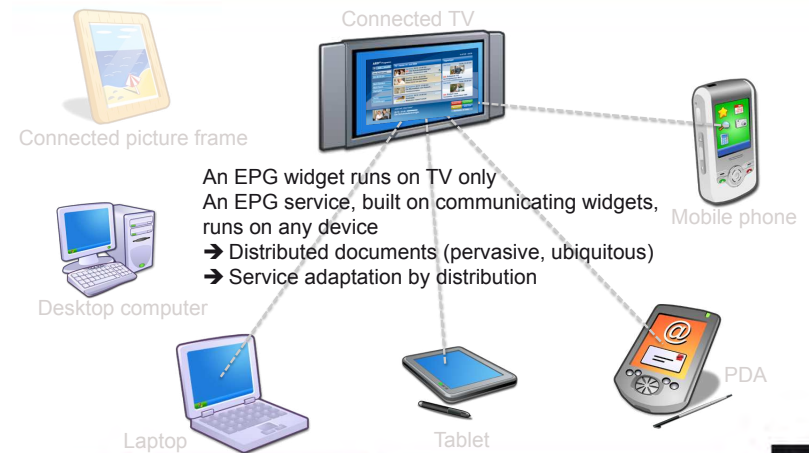 Connected TV
Connected picture frame
An EPG widget runs on TV only
An EPG service, built on communicating widgets,
runs on any device
➔ Distributed documents (pervasive, ubiquitous)
➔ Service adaptation by distribution
Mobile phone
Desktop computer
@
PDA
Laptop
Tablet